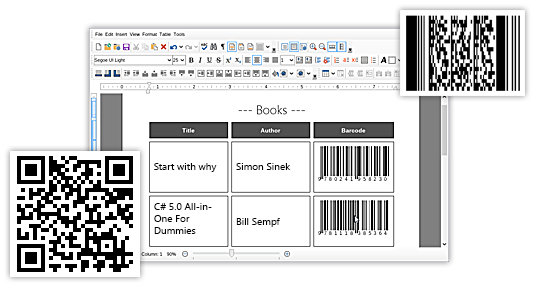 File Edit Insert View Format Table Tools
Segoe UI Light 25
B I U S
--- Books ---
Title Author Barcode
Start with why Simon Sinek 9 780241 958230
C# 5.0 All-in-
One For
Dummies
Bill Sempf 9 781118 385364
Column: 1 90%